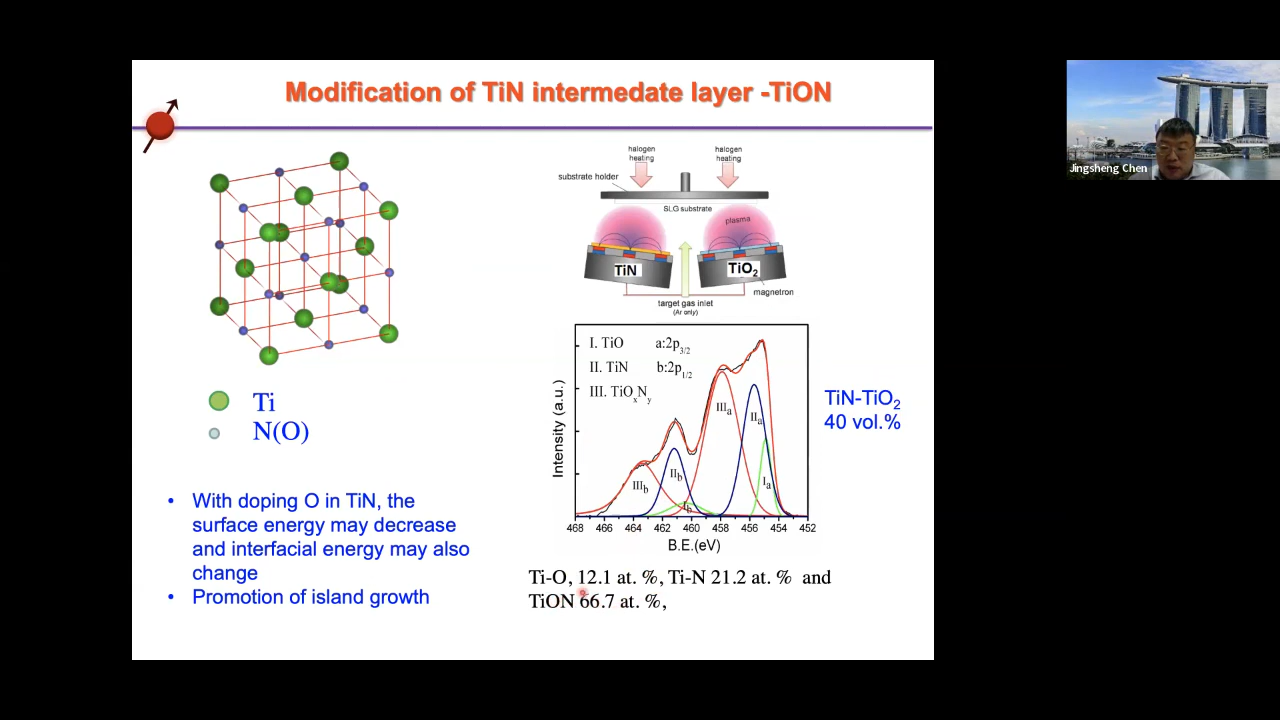 Modification of TiN intermedate layer -TiON
halogen
heating
halogen
heating
substrate holder
SLG substrate
plasma
TiN
TiO2
magnetron
target gas inlet
(Ar only)
Ti
N(O)
I. TiO a:2p3/2
II. TiN b:2p1/2
III. TiOxNy
IIIa
IIa
IIb
IIIb
Ia
Ib
Intensity (a.u.)
468 466 464 462 460 458 456 454 452
B.E.(eV)
TiN-TiO2
40 vol.%
• With doping O in TiN, the
surface energy may decrease
and interfacial energy may also
change
• Promotion of island growth
Ti-O, 12.1 at. %, Ti-N 21.2 at. % and
TiON 66.7 at. %,
Jingsheng Chen